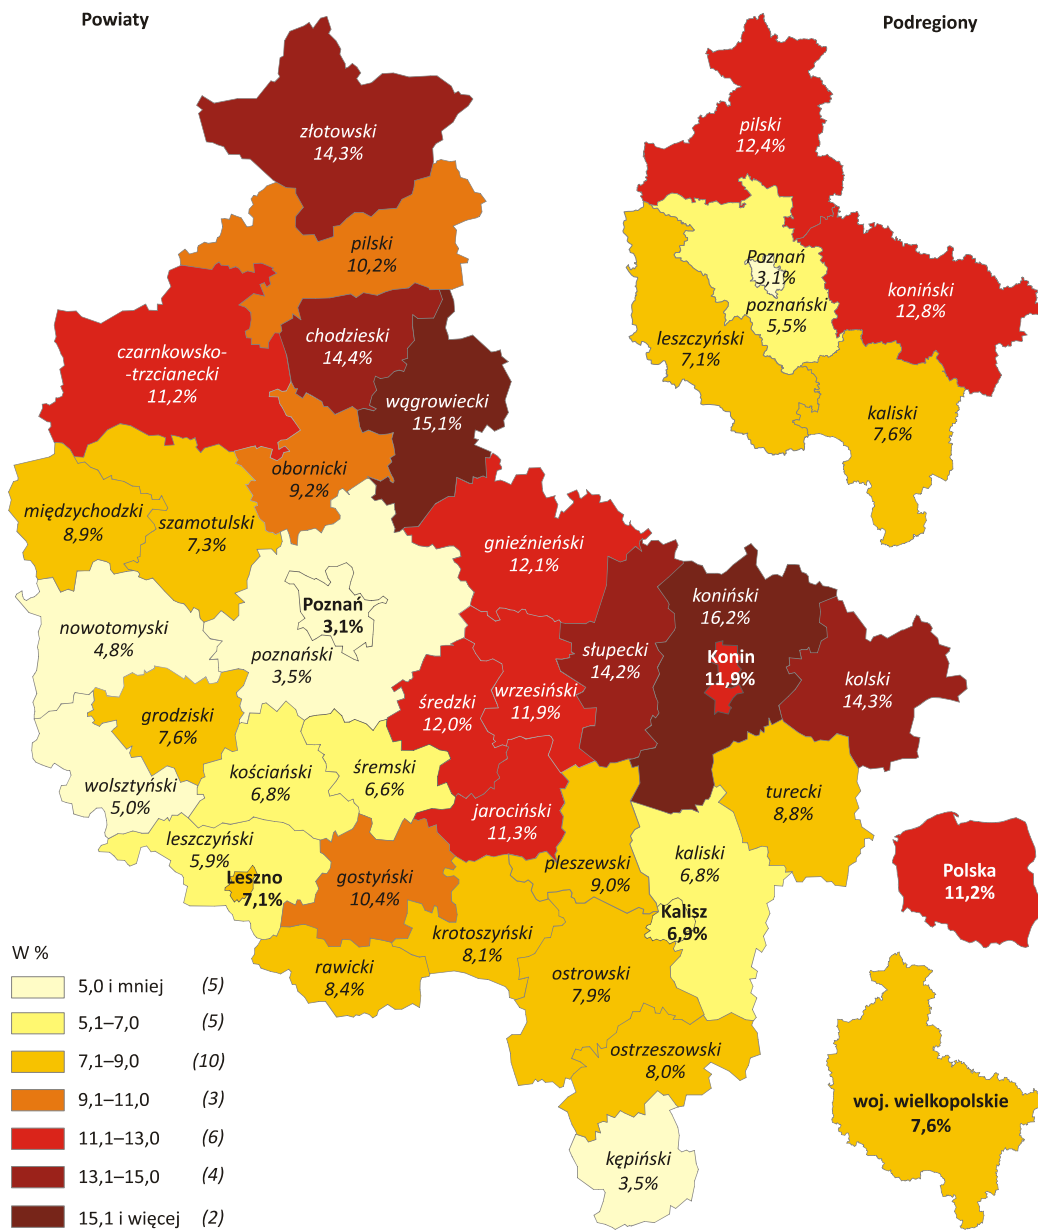 Powiaty
złotowski
14,3%
pilski
10,2%
chodzieski
14,4%
czarnkowsko-
-trzcianecki
11,2%
wągrowiecki
15,1%
obornicki
9,2%
międzychodzki
8,9%
szamotulski
7,3%
gnieźnieński
12,1%
nowotomyski
4,8%
Poznań
3,1%
poznański
3,5%
słupecki
14,2%
koniński
16,2%
Konin
11,9%
kolski
14,3%
średzki
12,0%
wrzesiński
11,9%
grodziski
7,6%
wolsztyński
5,0%
kościański
6,8%
śremski
6,6%
jarociński
11,3%
turecki
8,8%
leszczyński
5,9%
Leszno
7,1%
gostyński
10,4%
pleszewski
9,0%
kaliski
6,8%
Kalisz
6,9%
krotoszyński
8,1%
rawicki
8,4%
ostrowski
7,9%
ostrzeszowski
8,0%
kępiński
3,5%
Podregiony
pilski
12,4%
Poznań
3,1%
poznański
5,5%
koniński
12,8%
leszczyński
7,1%
kaliski
7,6%
Polska
11,2%
woj. wielkopolskie
7,6%
W %
5,0 i mniej (5)
5,1–7,0 (5)
7,1–9,0 (10)
9,1–11,0 (3)
11,1–13,0 (6)
13,1–15,0 (4)
15,1 i więcej (2)